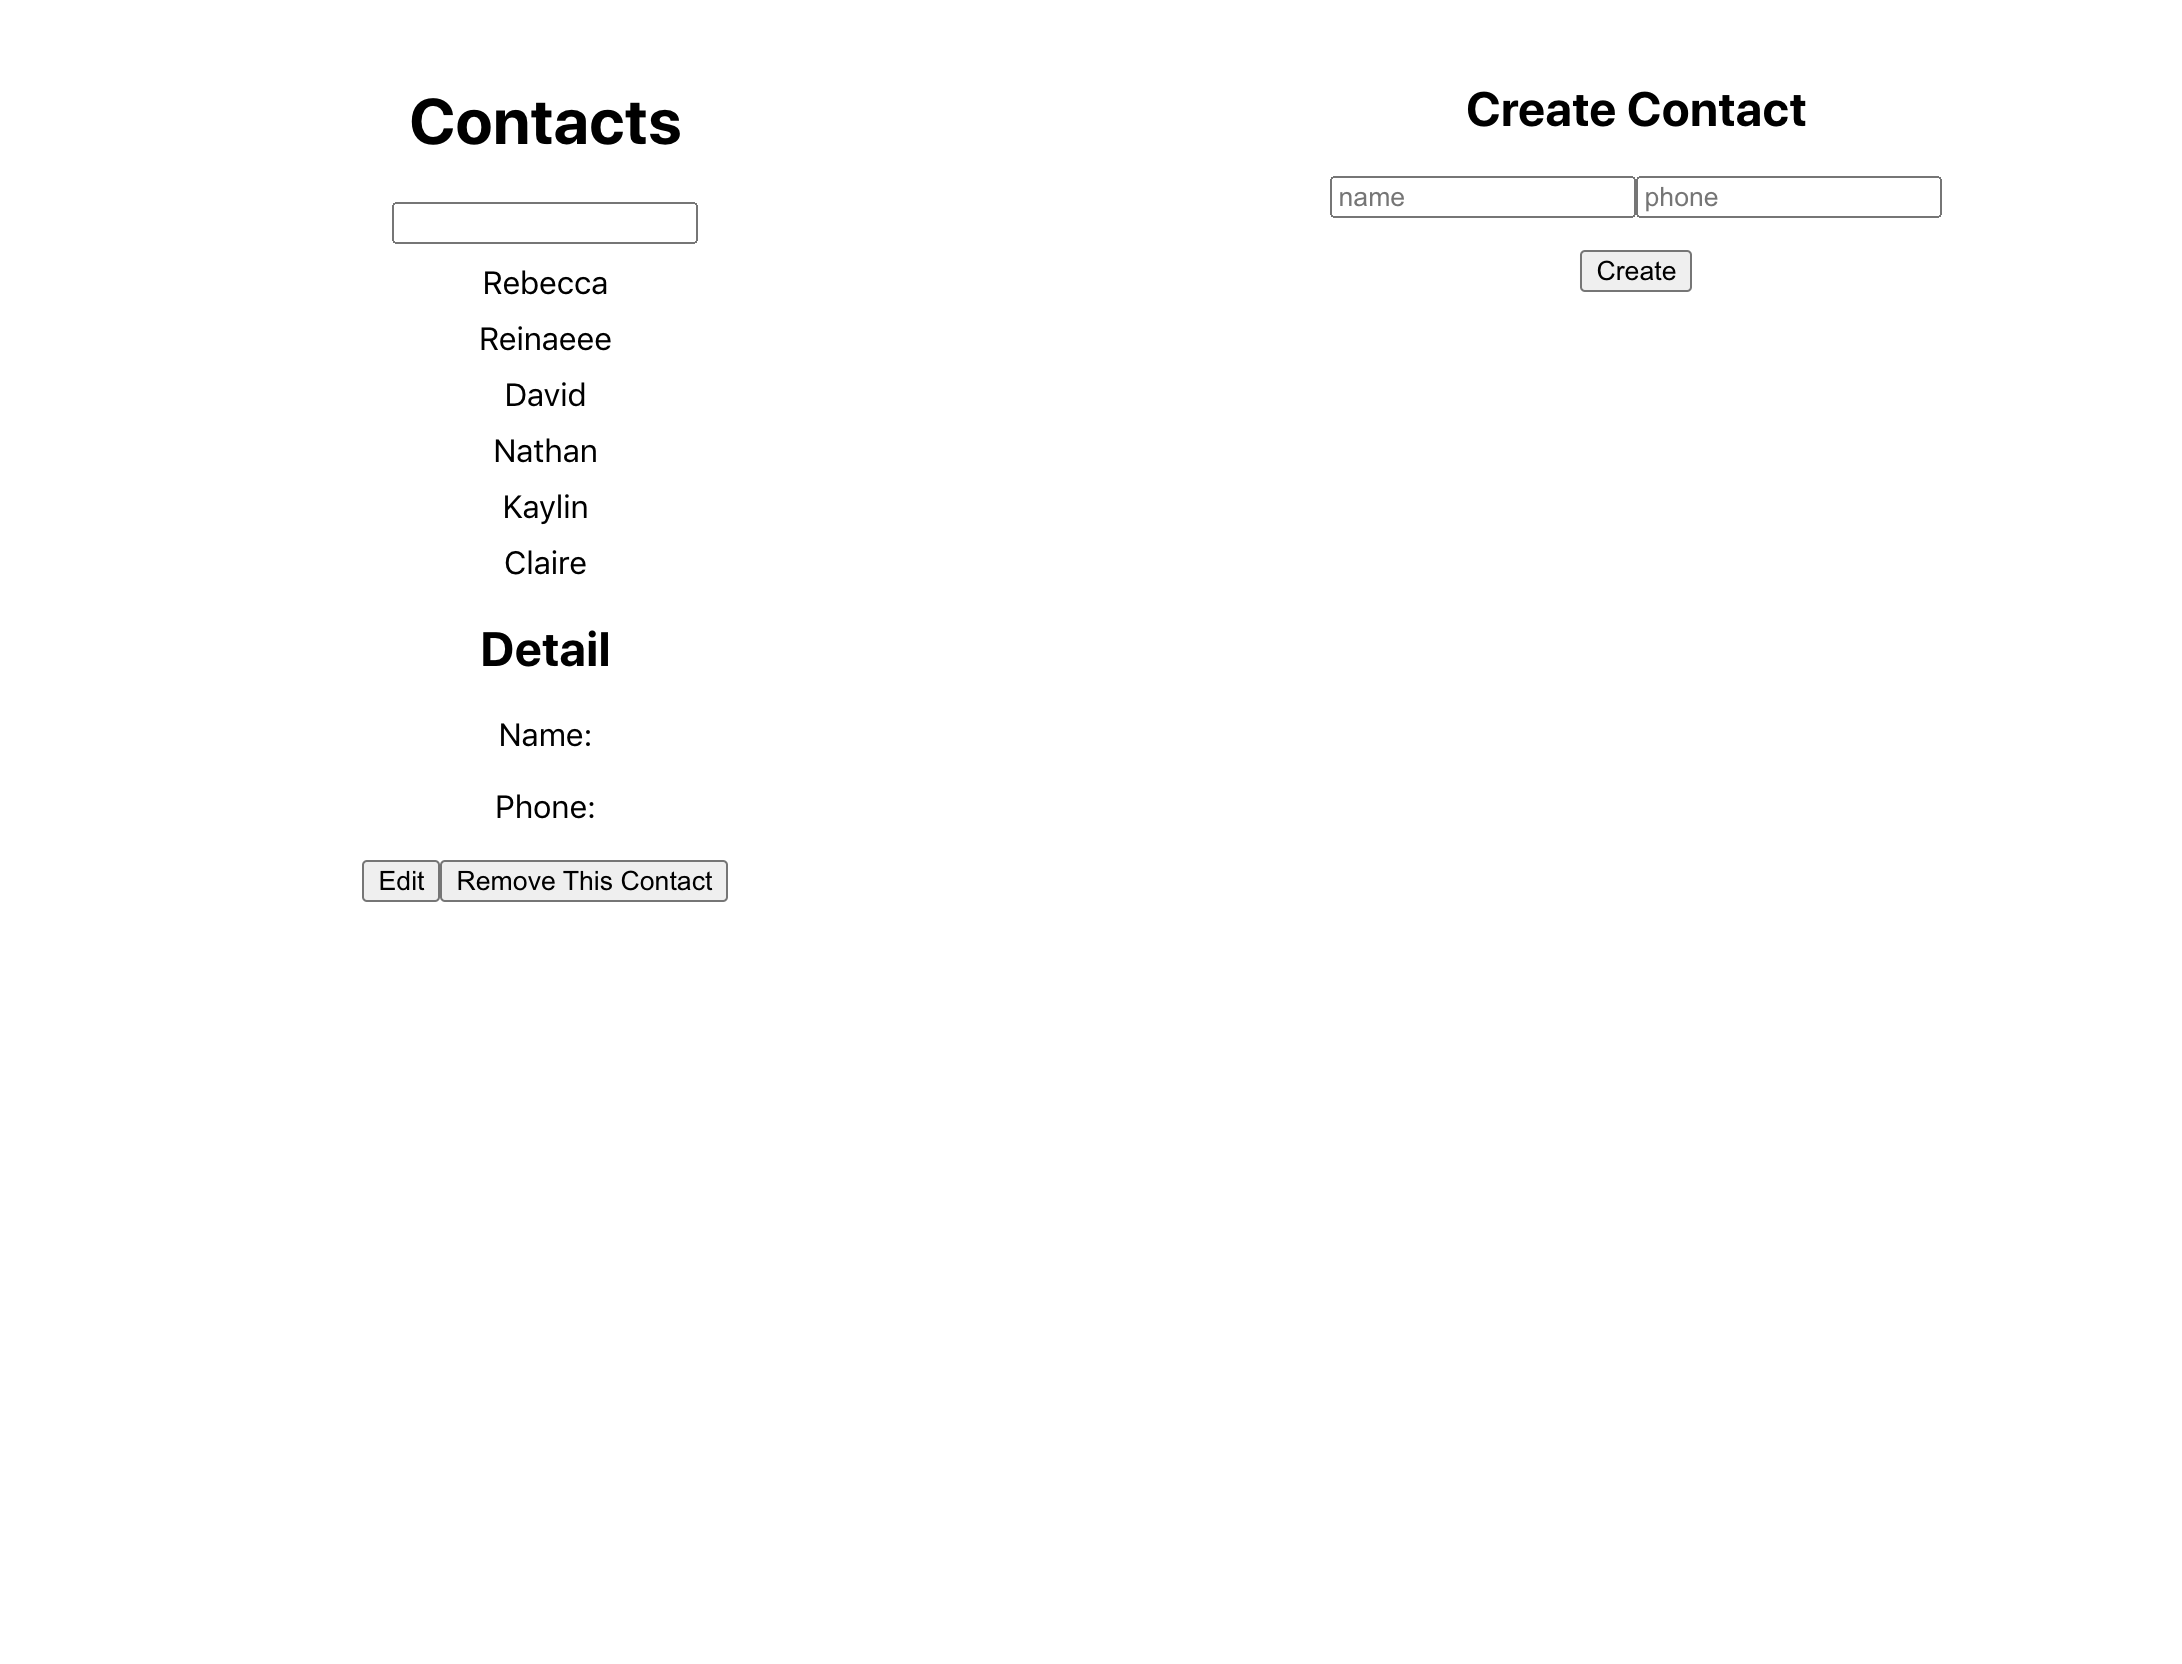 Contacts
Rebecca
Reinaeee
David
Nathan
Kaylin
Claire
Detail
Name:
Phone:
Edit Remove This Contact
Create Contact
name phone
Create